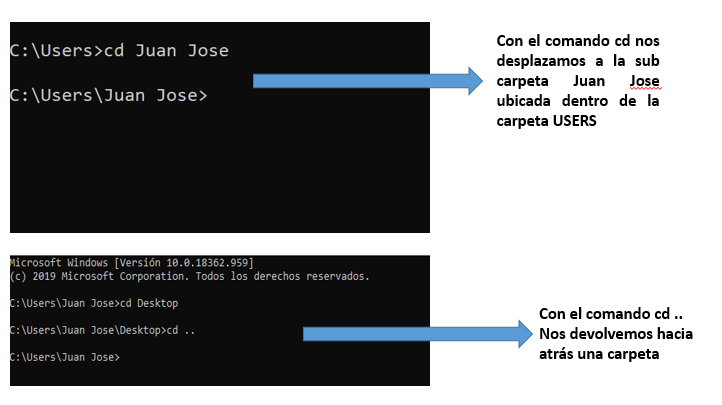 C:\Users>cd Juan Jose
C:\Users\Juan Jose>
Con el comando cd nos
desplazamos a la sub
carpeta Juan Jose
ubicada dentro de la
carpeta USERS
Microsoft Windows [Versión 10.0.18362.959]
(c) 2019 Microsoft Corporation. Todos los derechos reservados.
C:\Users\Juan Jose>cd Desktop
C:\Users\Juan Jose\Desktop>cd ..
C:\Users\Juan Jose>
Con el comando cd ..
Nos devolvemos hacia
atrás una carpeta